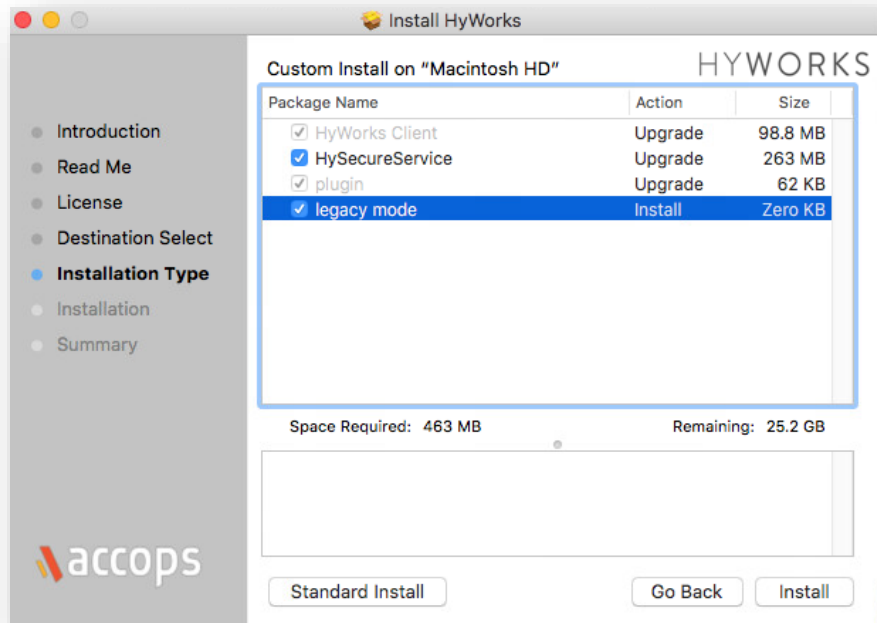 Install HyWorks
Custom Install on “Macintosh HD”
HYWORKS
Introduction
Read Me
License
Destination Select
Installation Type
Installation
Summary
Package Name Action Size
HyWorks Client Upgrade 98.8 MB
HySecureService Upgrade 263 MB
plugin Upgrade 62 KB
legacy mode Install Zero KB
Space Required: 463 MB Remaining: 25.2 GB
accops
Standard Install Go Back Install